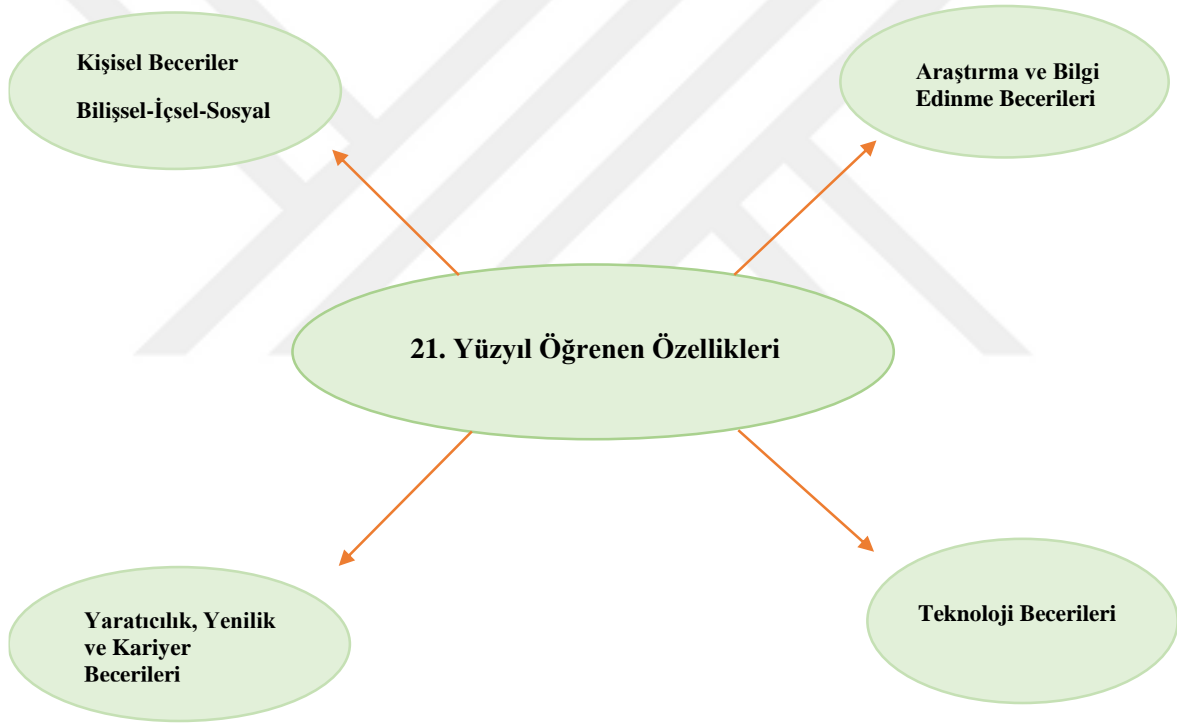 Kişisel Beceriler
Bilişsel-İçsel-Sosyal
Araştırma ve Bilgi
Edinme Becerileri
21. Yüzyıl Öğrenen Özellikleri
Yaratıcılık, Yenilik
ve Kariyer
Becerileri
Teknoloji Becerileri